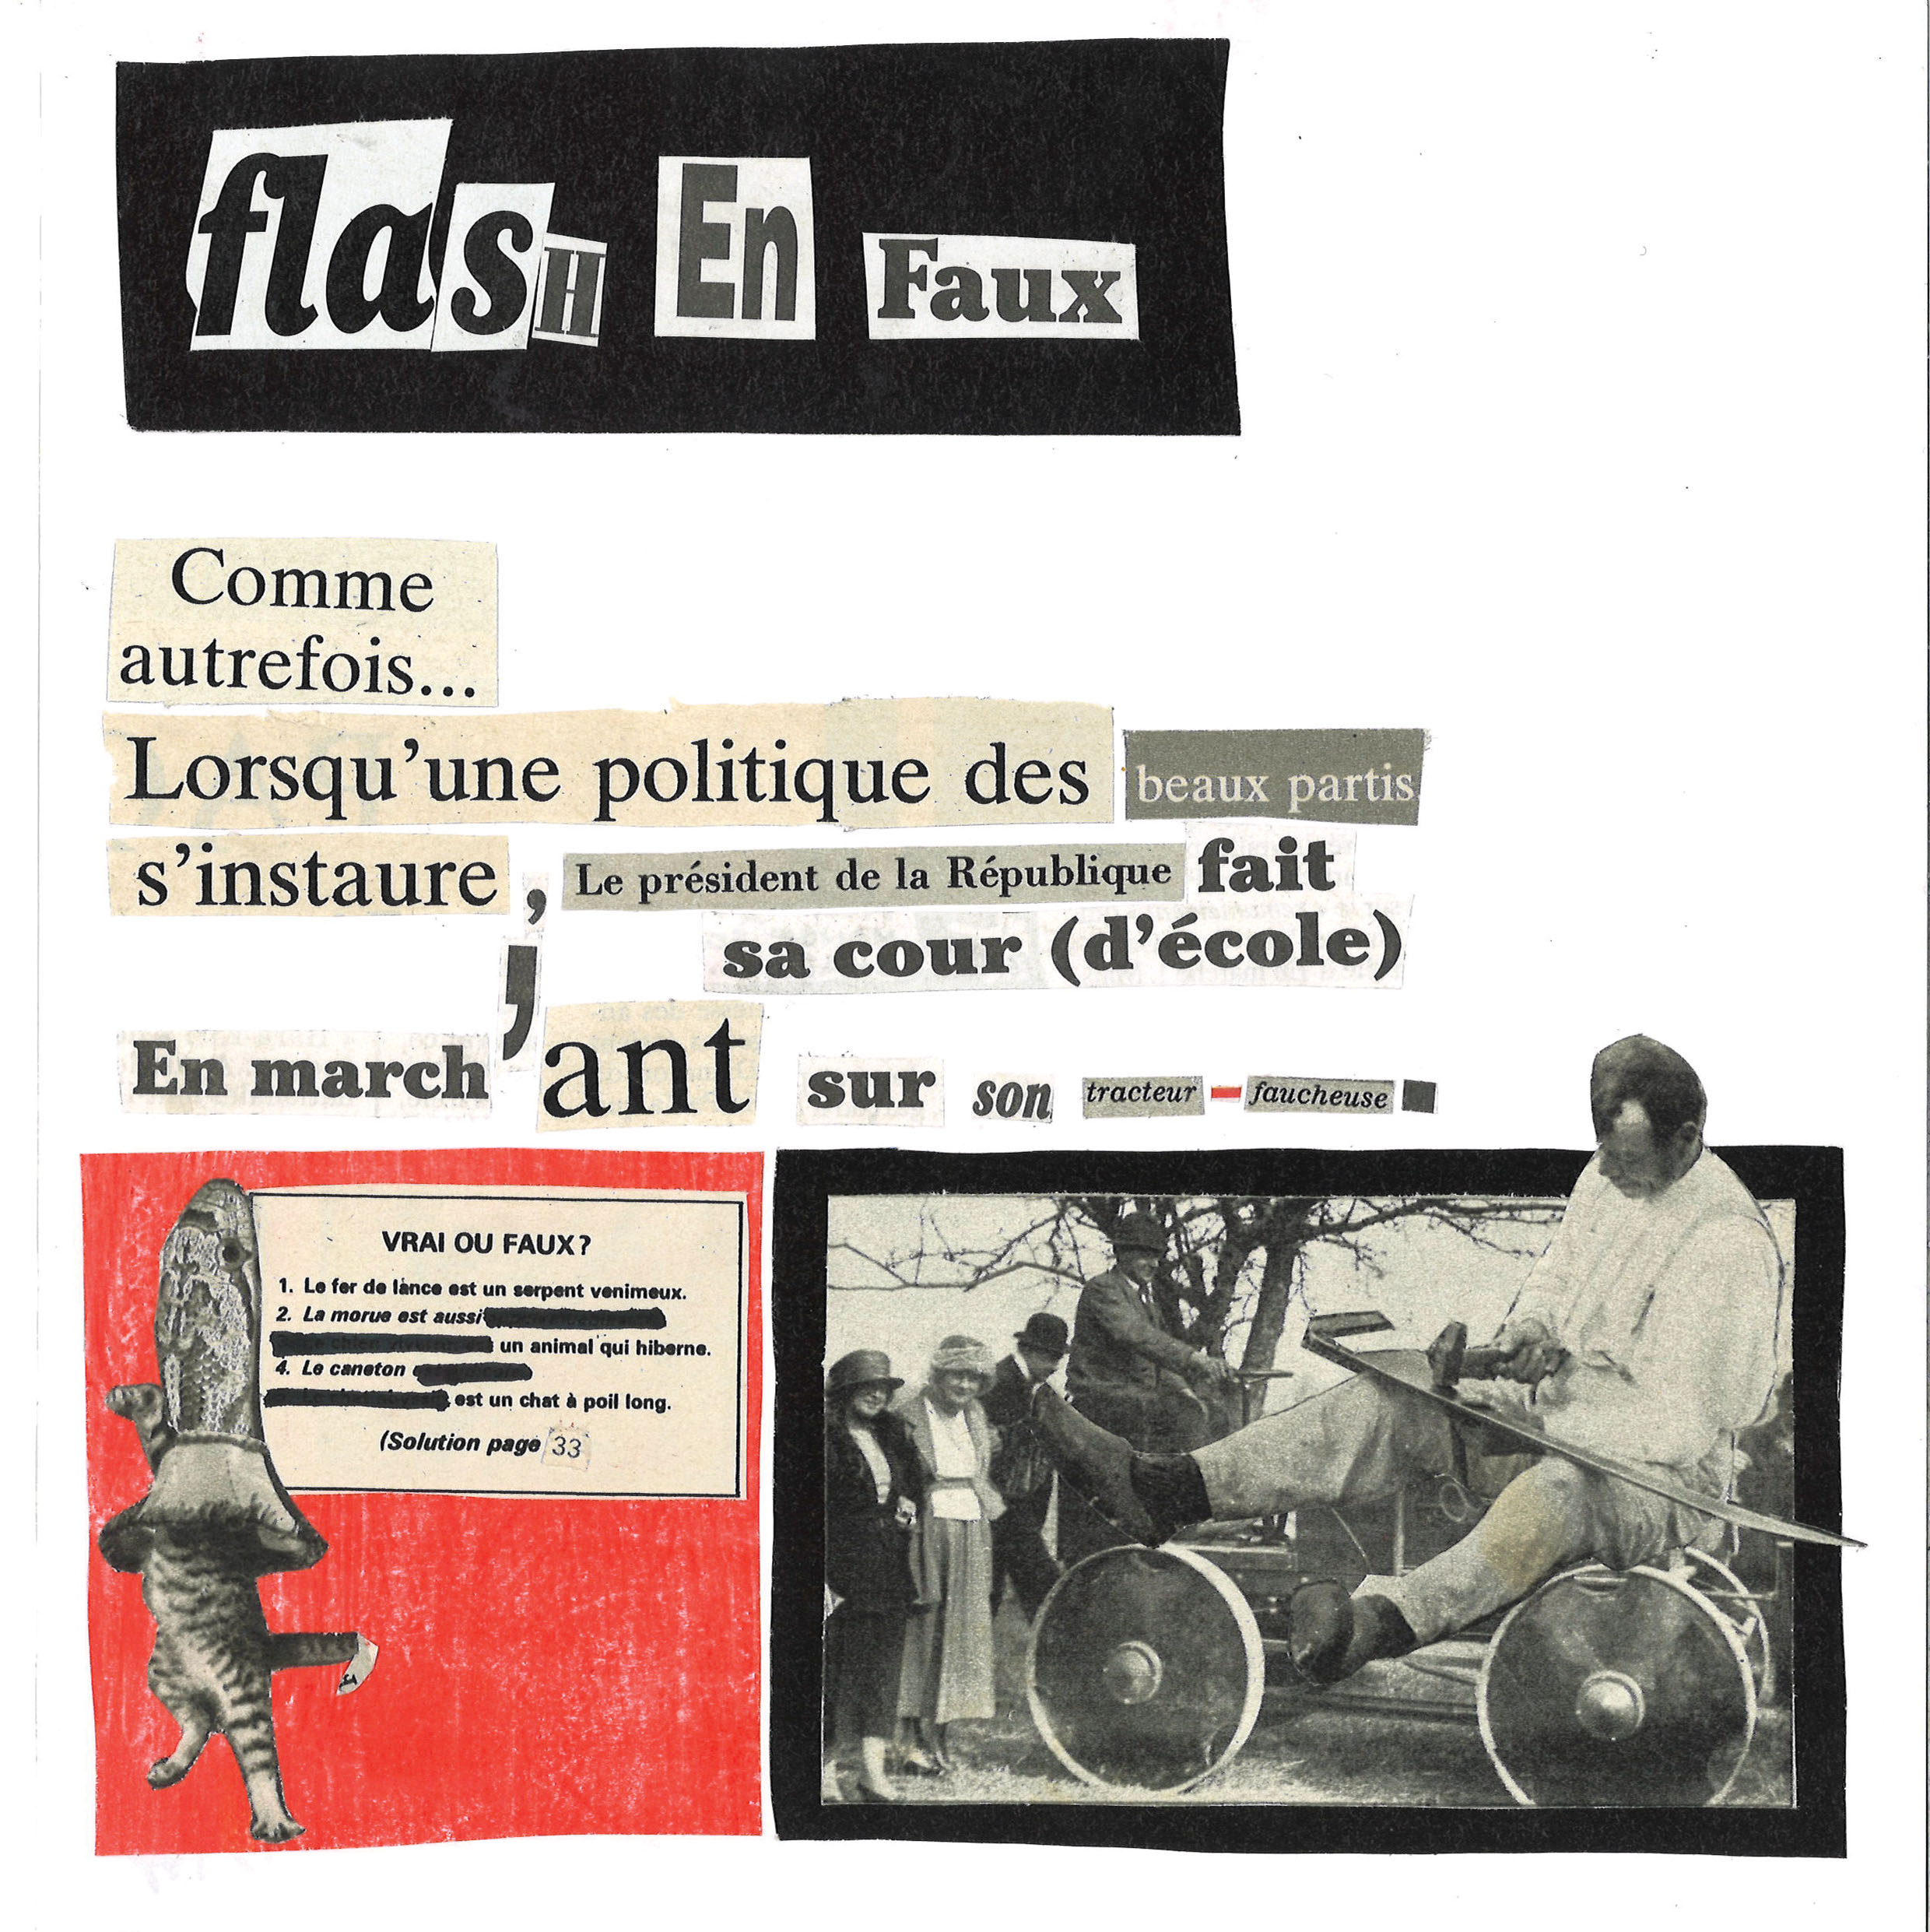 flasH En Faux
Comme
autrefois...
Lorsqu'une politique des beaux partis
s'instaure, Le président de la République fait
sa cour (d'école)
En march'ant sur son tracteur-faucheuse
VRAI OU FAUX?
1. Le fer de lance est un serpent venimeux.
2. La morue est aussi
un animal qui hiberne.
4. Le caneton
est un chat à poil long.
(Solution page 33